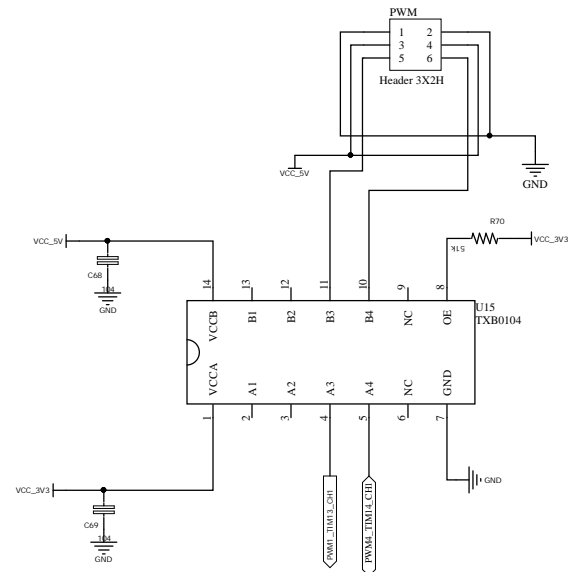 PWM
1 2
3 4
5 6
Header 3X2H
VCC_5V
GND
R70
VCC_5V
51k
VCC_3V3
C68
104
GND
14 13 12 11 10 9 8
U15
TXB0104
VCCB B1 B2 B3 B4 NC OE
VCCA A1 A2 A3 A4 NC GND
1 2 3 4 5 6 7
GND
VCC_3V3
PWM1_TIM13_CH1
PWM4_TIM14_CH1
C69
104
GND